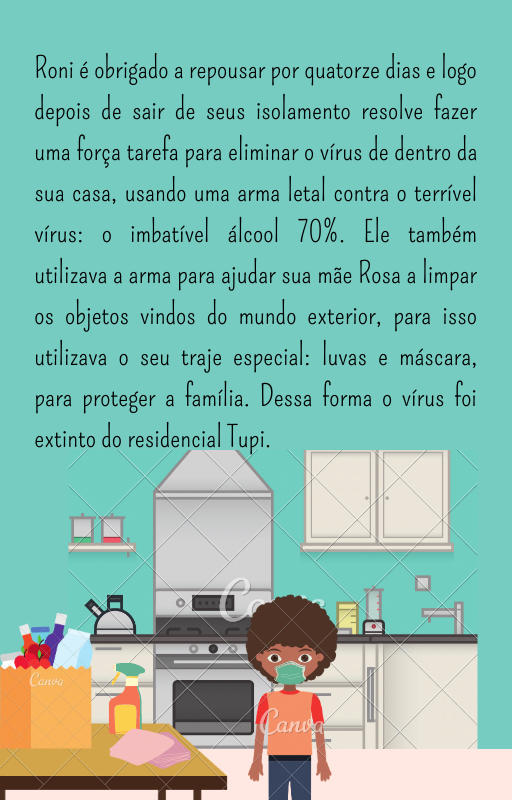 Roni é obrigado a repousar por quatorze dias e logo
depois de sair de seus isolamento resolve fazer
uma força tarefa para eliminar o vírus de dentro da
sua casa, usando uma arma letal contra o terrível
vírus: o imbatível álcool 70%. Ele também
utilizava a arma para ajudar sua mãe Rosa a limpar
os objetos vindos do mundo exterior, para isso
utilizava o seu traje especial: luvas e máscara,
para proteger a família. Dessa forma o vírus foi
extinto do residencial Tupi.
Canva
Canva
Canva